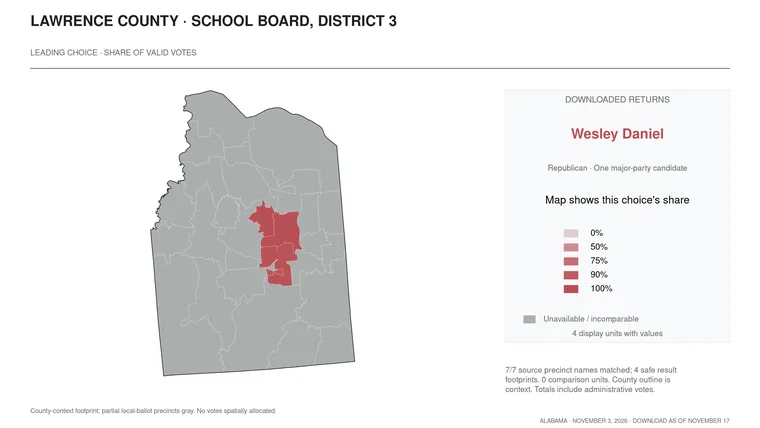 LAWRENCE COUNTY · SCHOOL BOARD, DISTRICT 3
LEADING CHOICE · SHARE OF VALID VOTES
DOWNLOADED RETURNS
Wesley Daniel
Republican · One major-party candidate
Map shows this choice's share
0%
50%
75%
90%
100%
Unavailable / incomparable
4 display units with values
7/7 source precinct names matched; 4 safe result
footprints. 0 comparison units. County outline is
context. Totals include administrative votes.
County-context footprint; partial local-ballot precincts gray. No votes spatially allocated.
ALABAMA · NOVEMBER 3, 2026 · DOWNLOAD AS OF NOVEMBER 17